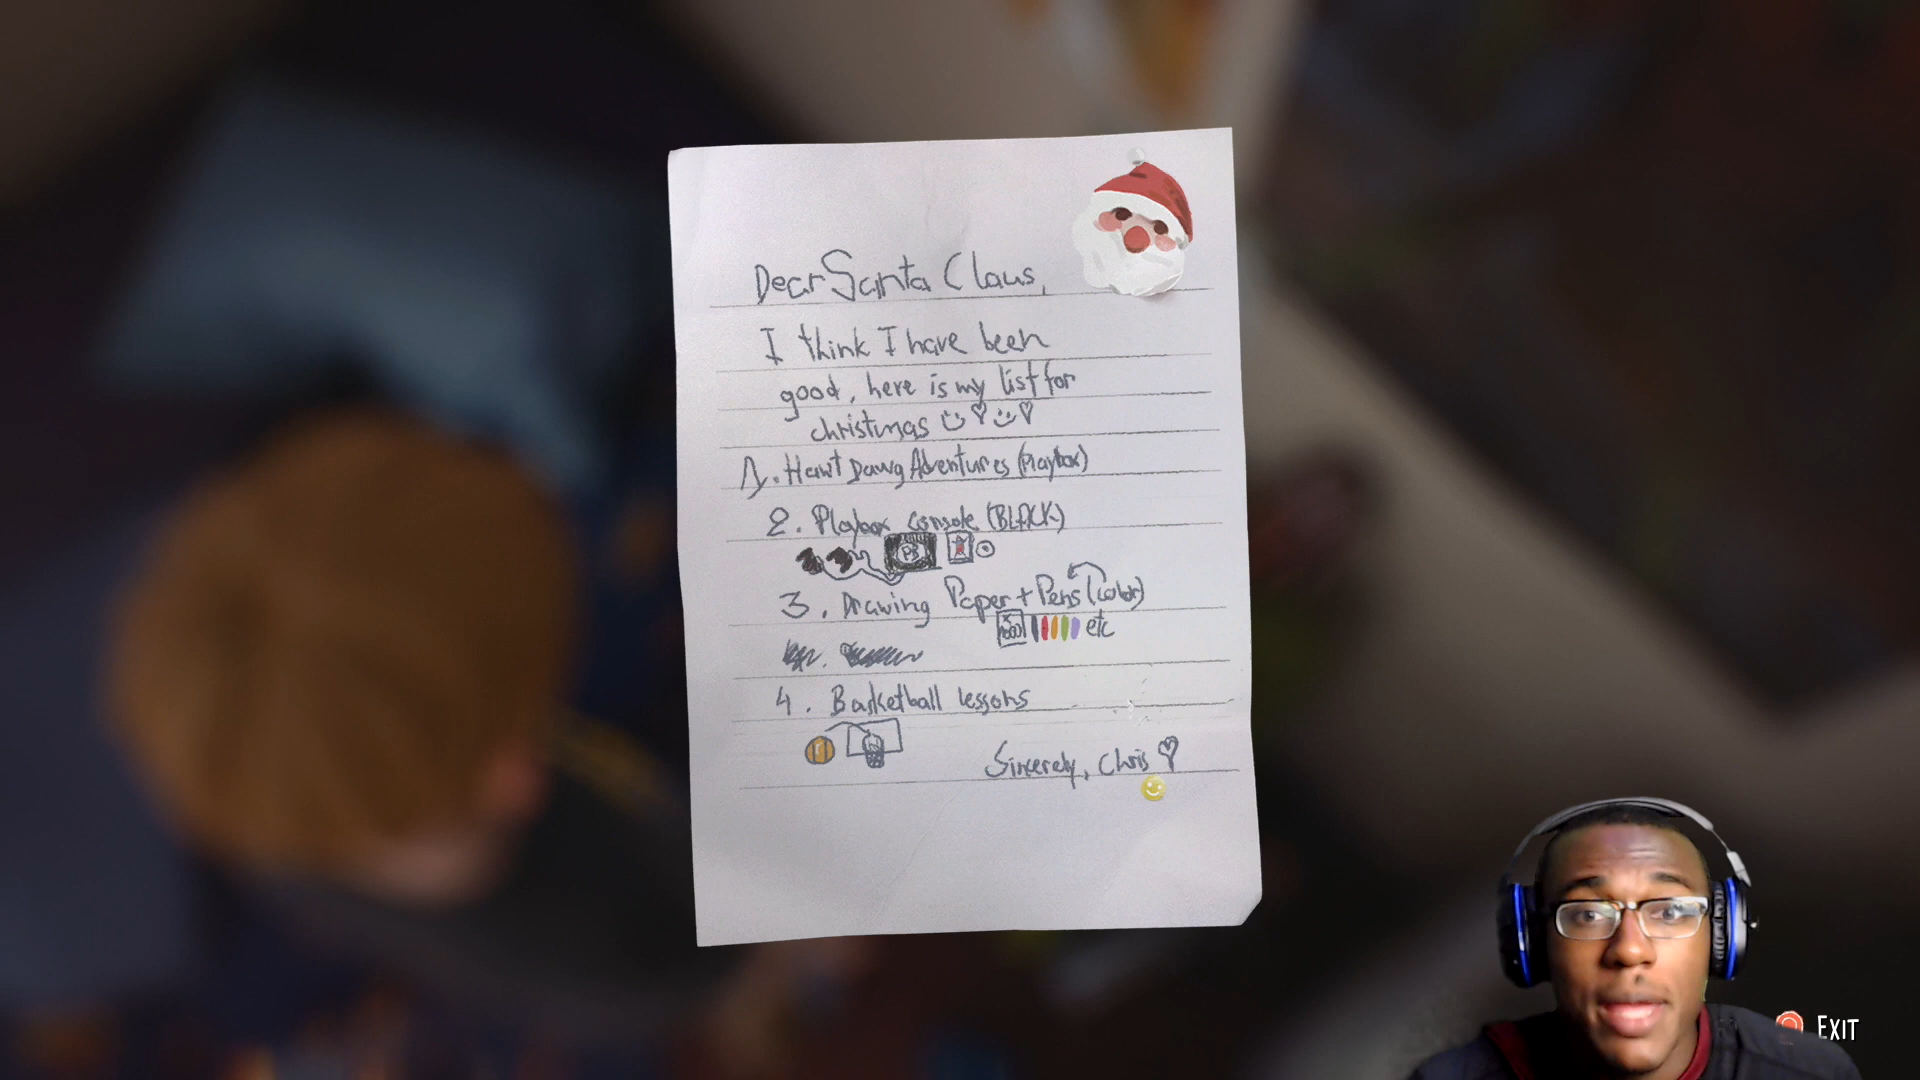 Dear Santa Claus,
I think I have been
good, here is my list for
christmas
1. Hawt Dawg Adventures (Playbox)
2. Playbox console (BLACK)
PB
3. Drawing Paper + Pens (color)
etc
4. Basketball lessons
Sincerely, Chris
EXIT